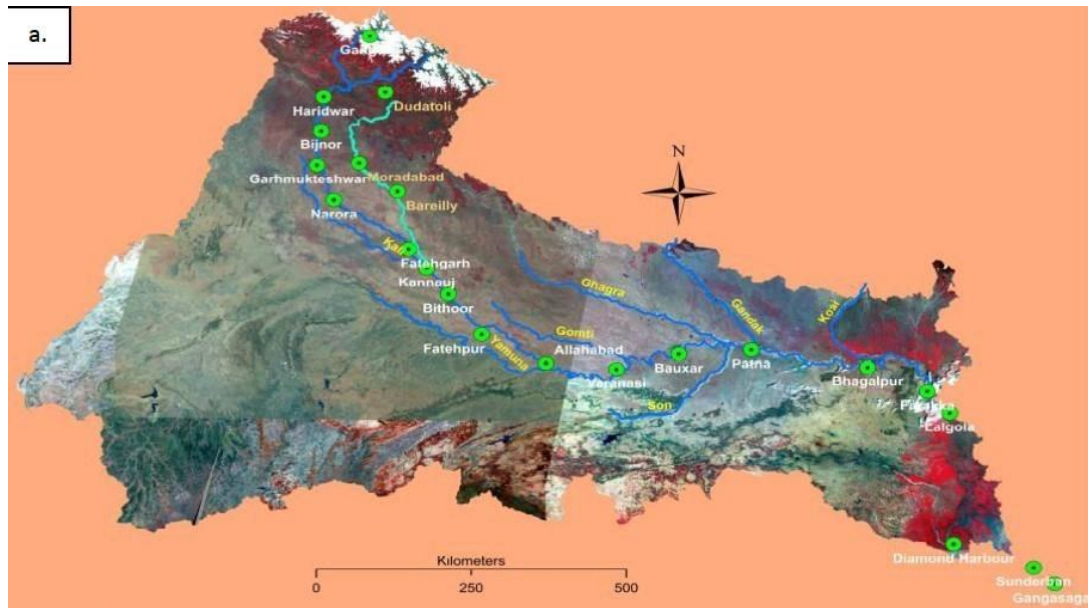 a.
Haridwar
Dudatoli
N
Bijnor
Garhmukteshwar
Moradabad
Bareilly
Narora
Kali
Fatehgarh
Kannauj
Bithoor
Ghagra
Gandak
Kosi
Gomti
Fatehpur
Yamuna
Allahabad
Varanasi
Bauxar
Patna
Bhagalpur
Son
Farakka
Lalgola
Diamond Harbour
Sunderban
Gangasaga
Kilometers
0
250
500